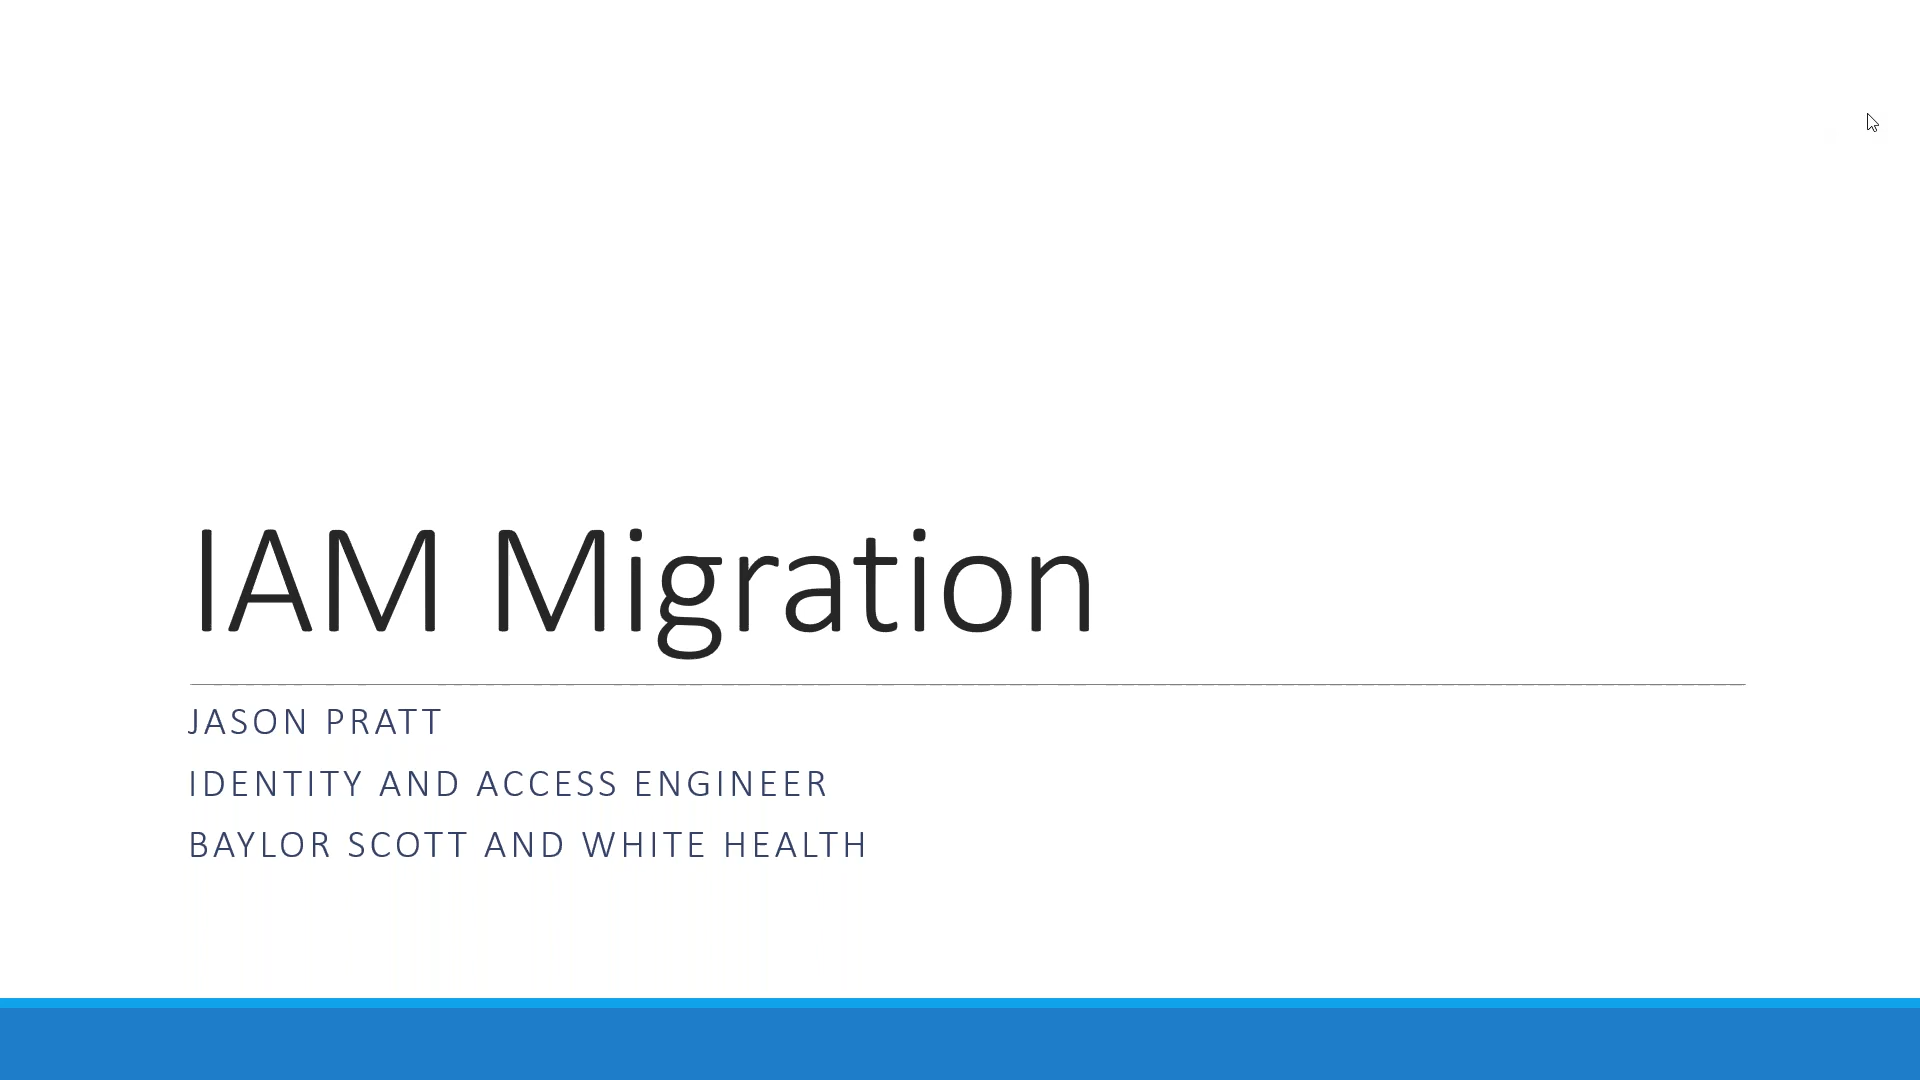 IAM Migration
JASON PRATT
IDENTITY AND ACCESS ENGINEER
BAYLOR SCOTT AND WHITE HEALTH